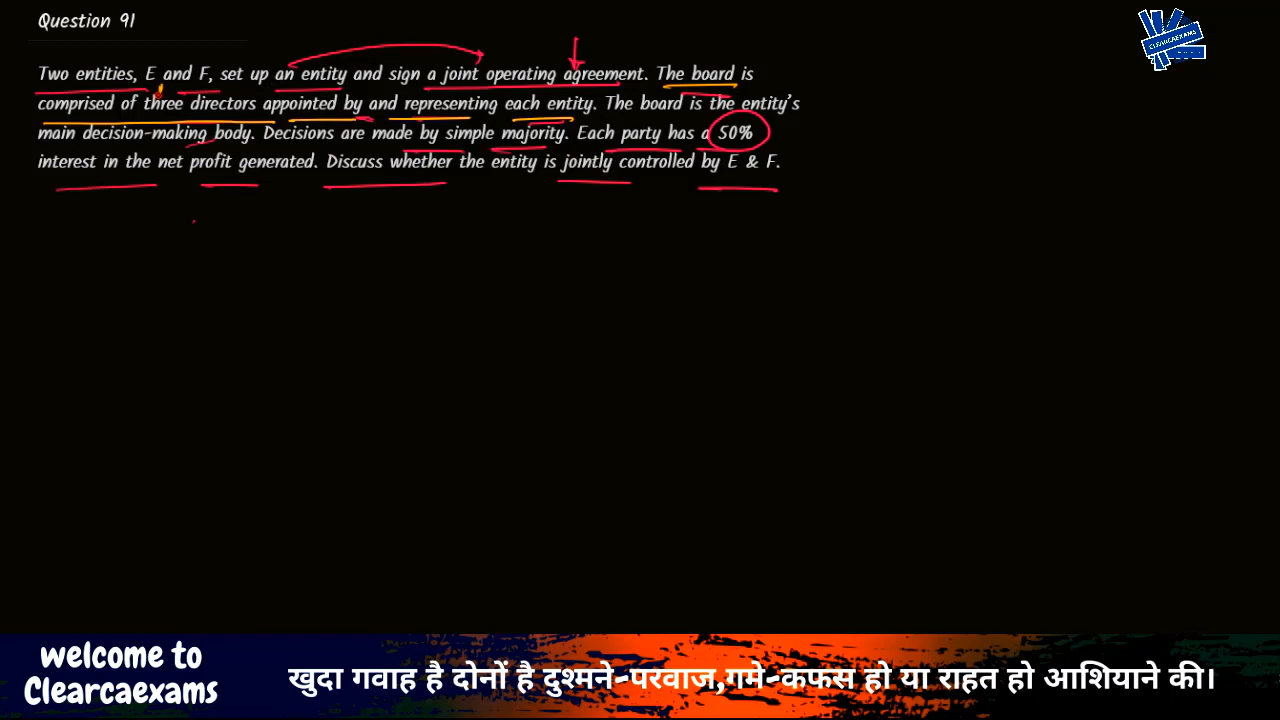 Question 91
CLEARCAEXAMS
Two entities, E and F, set up an entity and sign a joint operating agreement. The board is
comprised of three directors appointed by and representing each entity. The board is the entity's
main decision-making body. Decisions are made by simple majority. Each party has a 50%
interest in the net profit generated. Discuss whether the entity is jointly controlled by E & F.
welcome to
Clearcaexams
खुदा गवाह है दोनों है दुश्मने-परवाज,गमे-कफस हो या राहत हो आशियाने की।